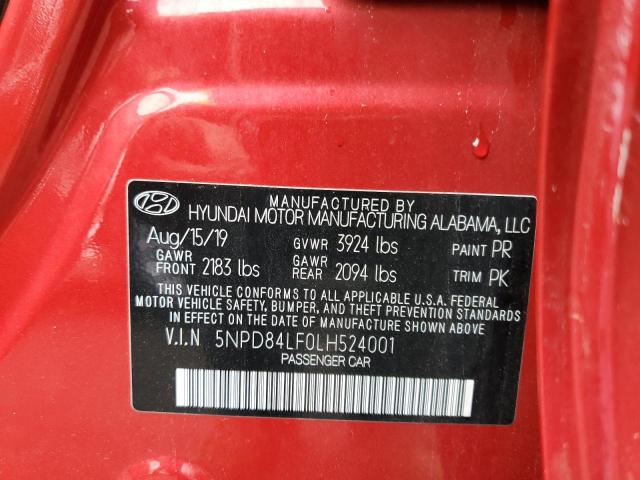 MANUFACTURED BY
HYUNDAI MOTOR MANUFACTURING ALABAMA, LLC
Aug/15/19 GVWR 3924 lbs PAINT PR
GAWR FRONT 2183 lbs GAWR REAR 2094 lbs TRIM PK
THIS VEHICLE CONFORMS TO ALL APPLICABLE U.S.A. FEDERAL
MOTOR VEHICLE SAFETY, BUMPER, AND THEFT PREVENTION STANDARDS
IN EFFECT ON THE DATE OF MANUFACTURE SHOWN ABOVE.
V.I.N 5NPD84LF0LH524001
PASSENGER CAR